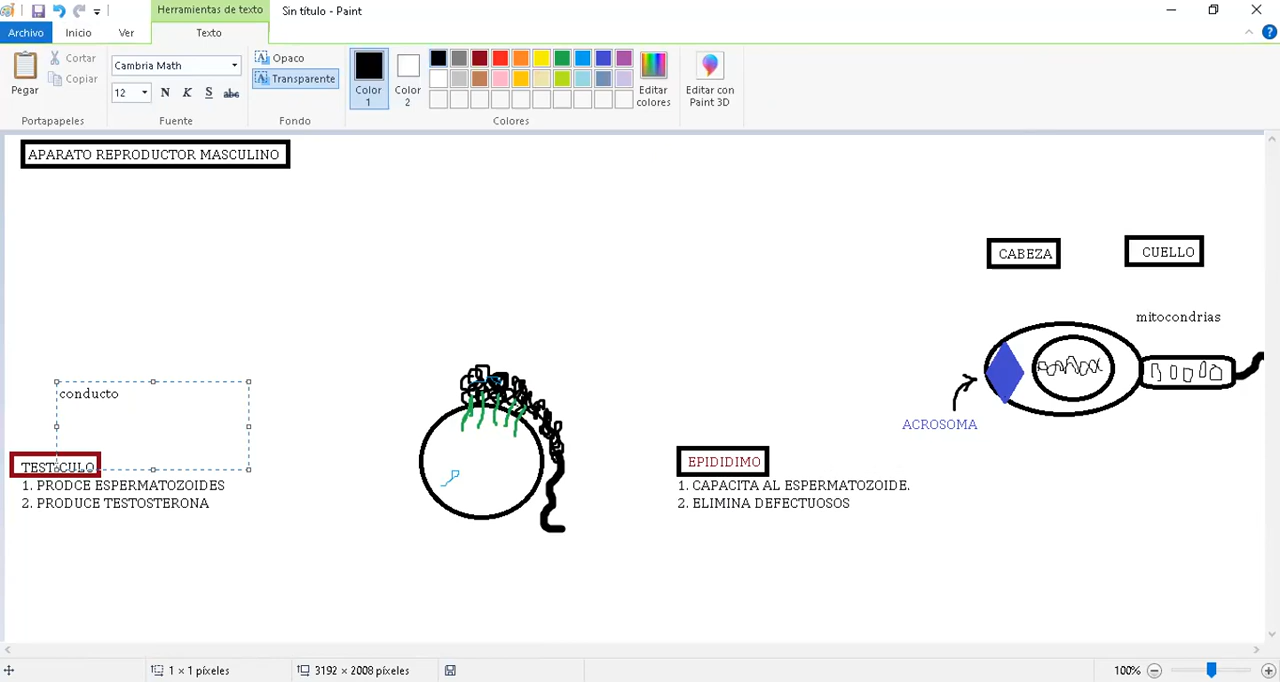 Herramientas de texto
Sin título - Paint
Archivo
Inicio
Ver
Texto
Pegar
Cortar
Copiar
Portapapeles
Cambria Math
12
N K S abc
Fuente
Opaco
Transparente
Fondo
Color 1
Color 2
Editar colores
Colores
Editar con Paint 3D
APARATO REPRODUCTOR MASCULINO
CABEZA
CUELLO
mitocondrias
conducto
ACROSOMA
TESTICULO
1. PRODCE ESPERMATOZOIDES
2. PRODUCE TESTOSTERONA
EPIDIDIMO
1. CAPACITA AL ESPERMATOZOIDE.
2. ELIMINA DEFECTUOSOS
1 × 1 píxeles
3192 × 2008 píxeles
100%